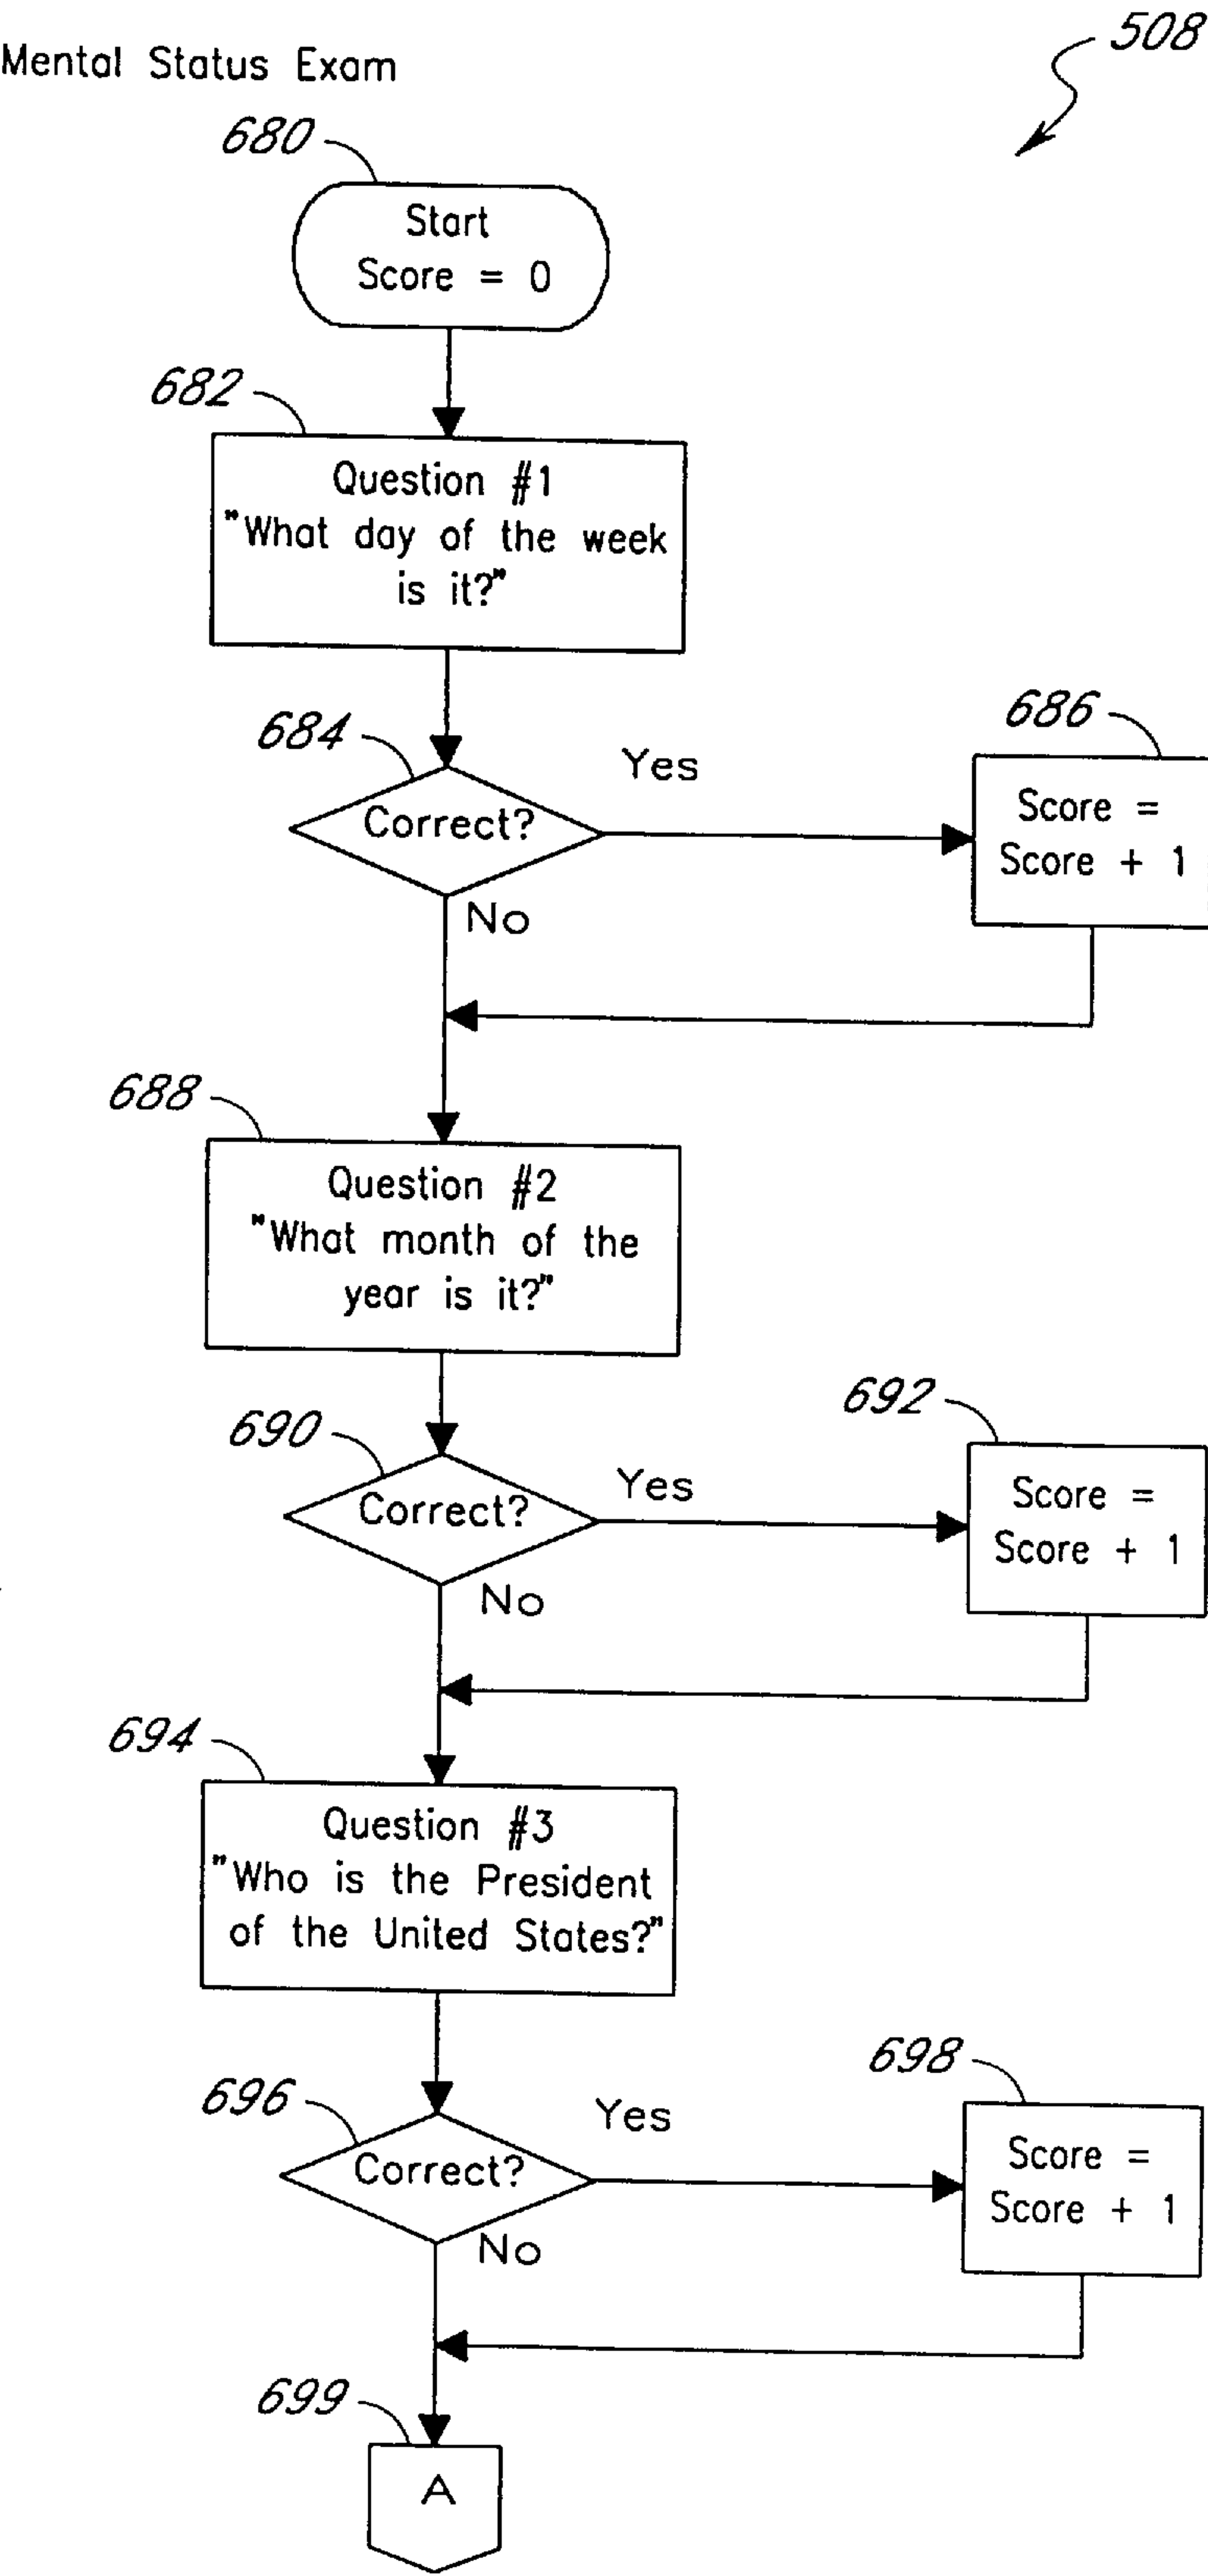 508
Mental Status Exam
680
Start
Score = 0
682
Question #1
"What day of the week
is it?"
684
Correct?
Yes
No
686
Score =
Score + 1
688
Question #2
"What month of the
year is it?"
690
Correct?
Yes
No
692
Score =
Score + 1
694
Question #3
"Who is the President
of the United States?"
696
Correct?
Yes
No
698
Score =
Score + 1
699
A